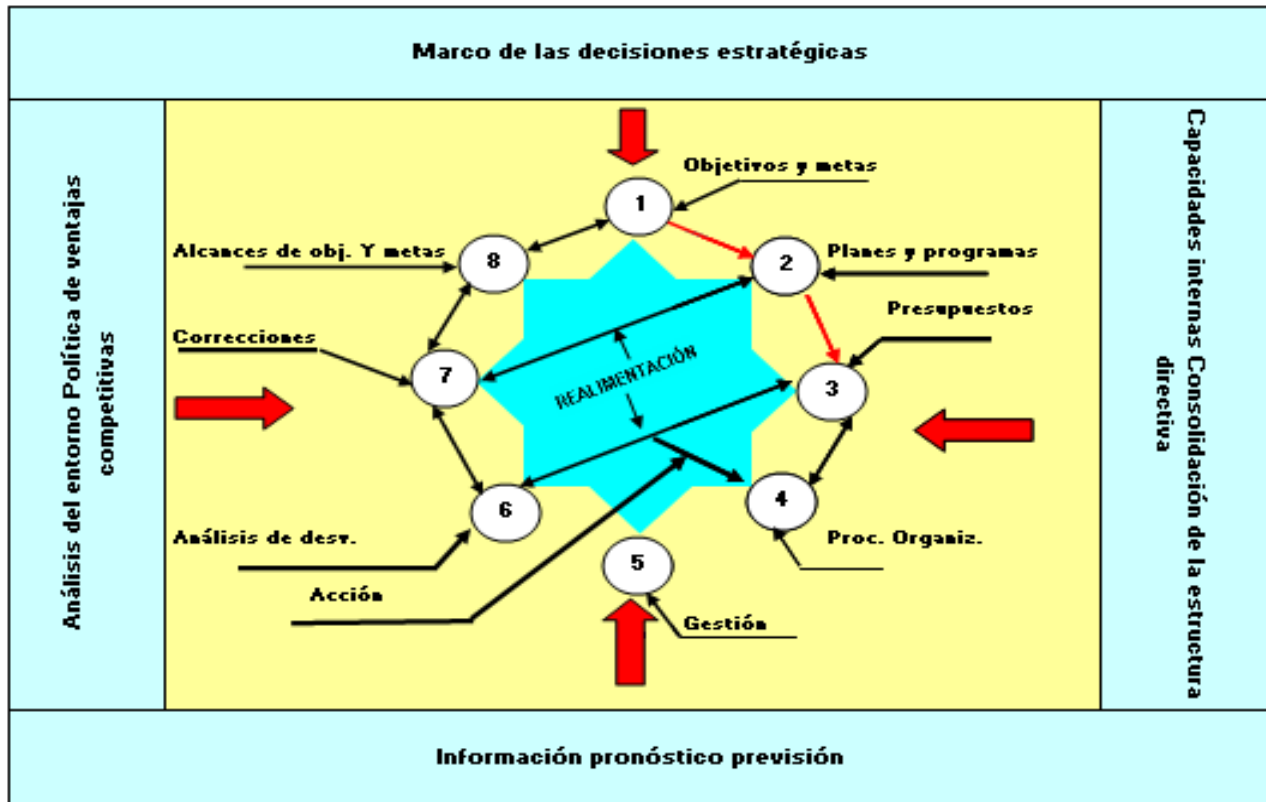 Marco de las decisiones estratégicas
Análisis del entorno Política de ventajas
competitivas
Objetivos y metas
1
Alcances de obj. Y metas
8
2
Planes y programas
Presupuestos
Correcciones
7
REALIMENTACIÓN
3
6
4
Análisis de desv.
Proc. Organiz.
5
Acción
Gestión
Capacidades internas Consolidación de la estructura
directiva
Información pronóstico previsión